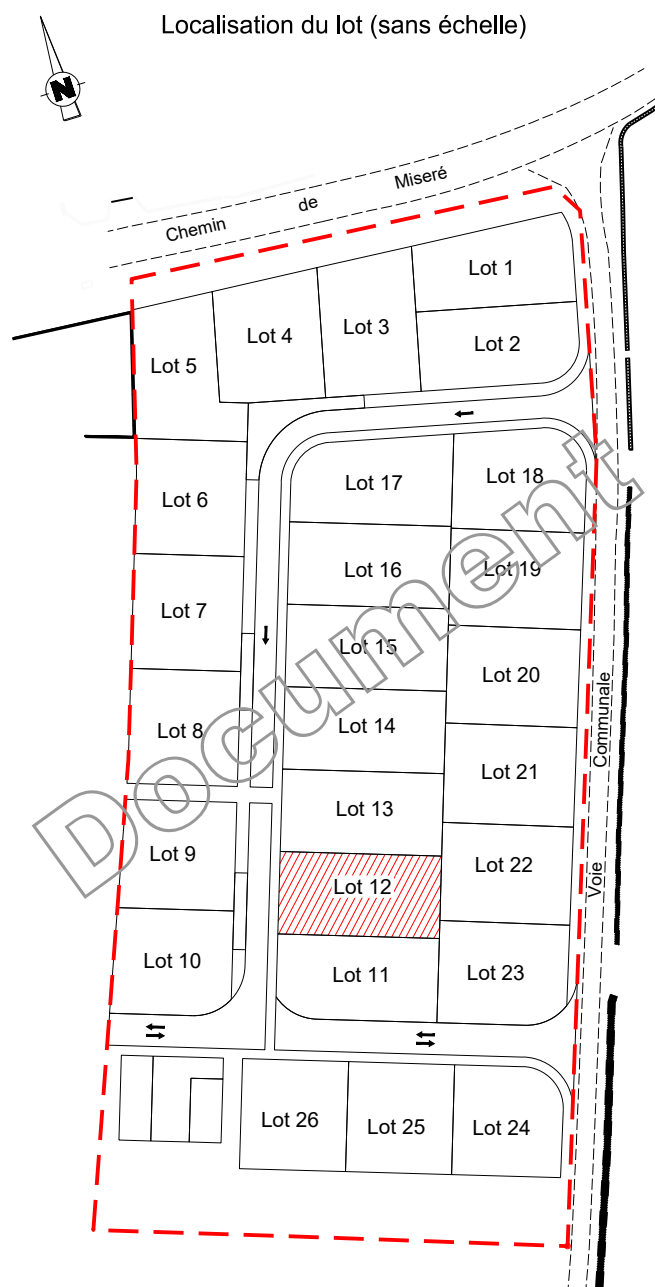 Localisation du lot (sans échelle)
N
Chemin de Miseré
Lot 1
Lot 2
Lot 3
Lot 4
Lot 5
Lot 6
Lot 7
Lot 8
Lot 9
Lot 10
Lot 17
Lot 18
Lot 16
Lot 19
Lot 15
Lot 20
Lot 14
Lot 21
Lot 13
Lot 22
Lot 12
Lot 11
Lot 23
Lot 26
Lot 25
Lot 24
Voie Communale
Document